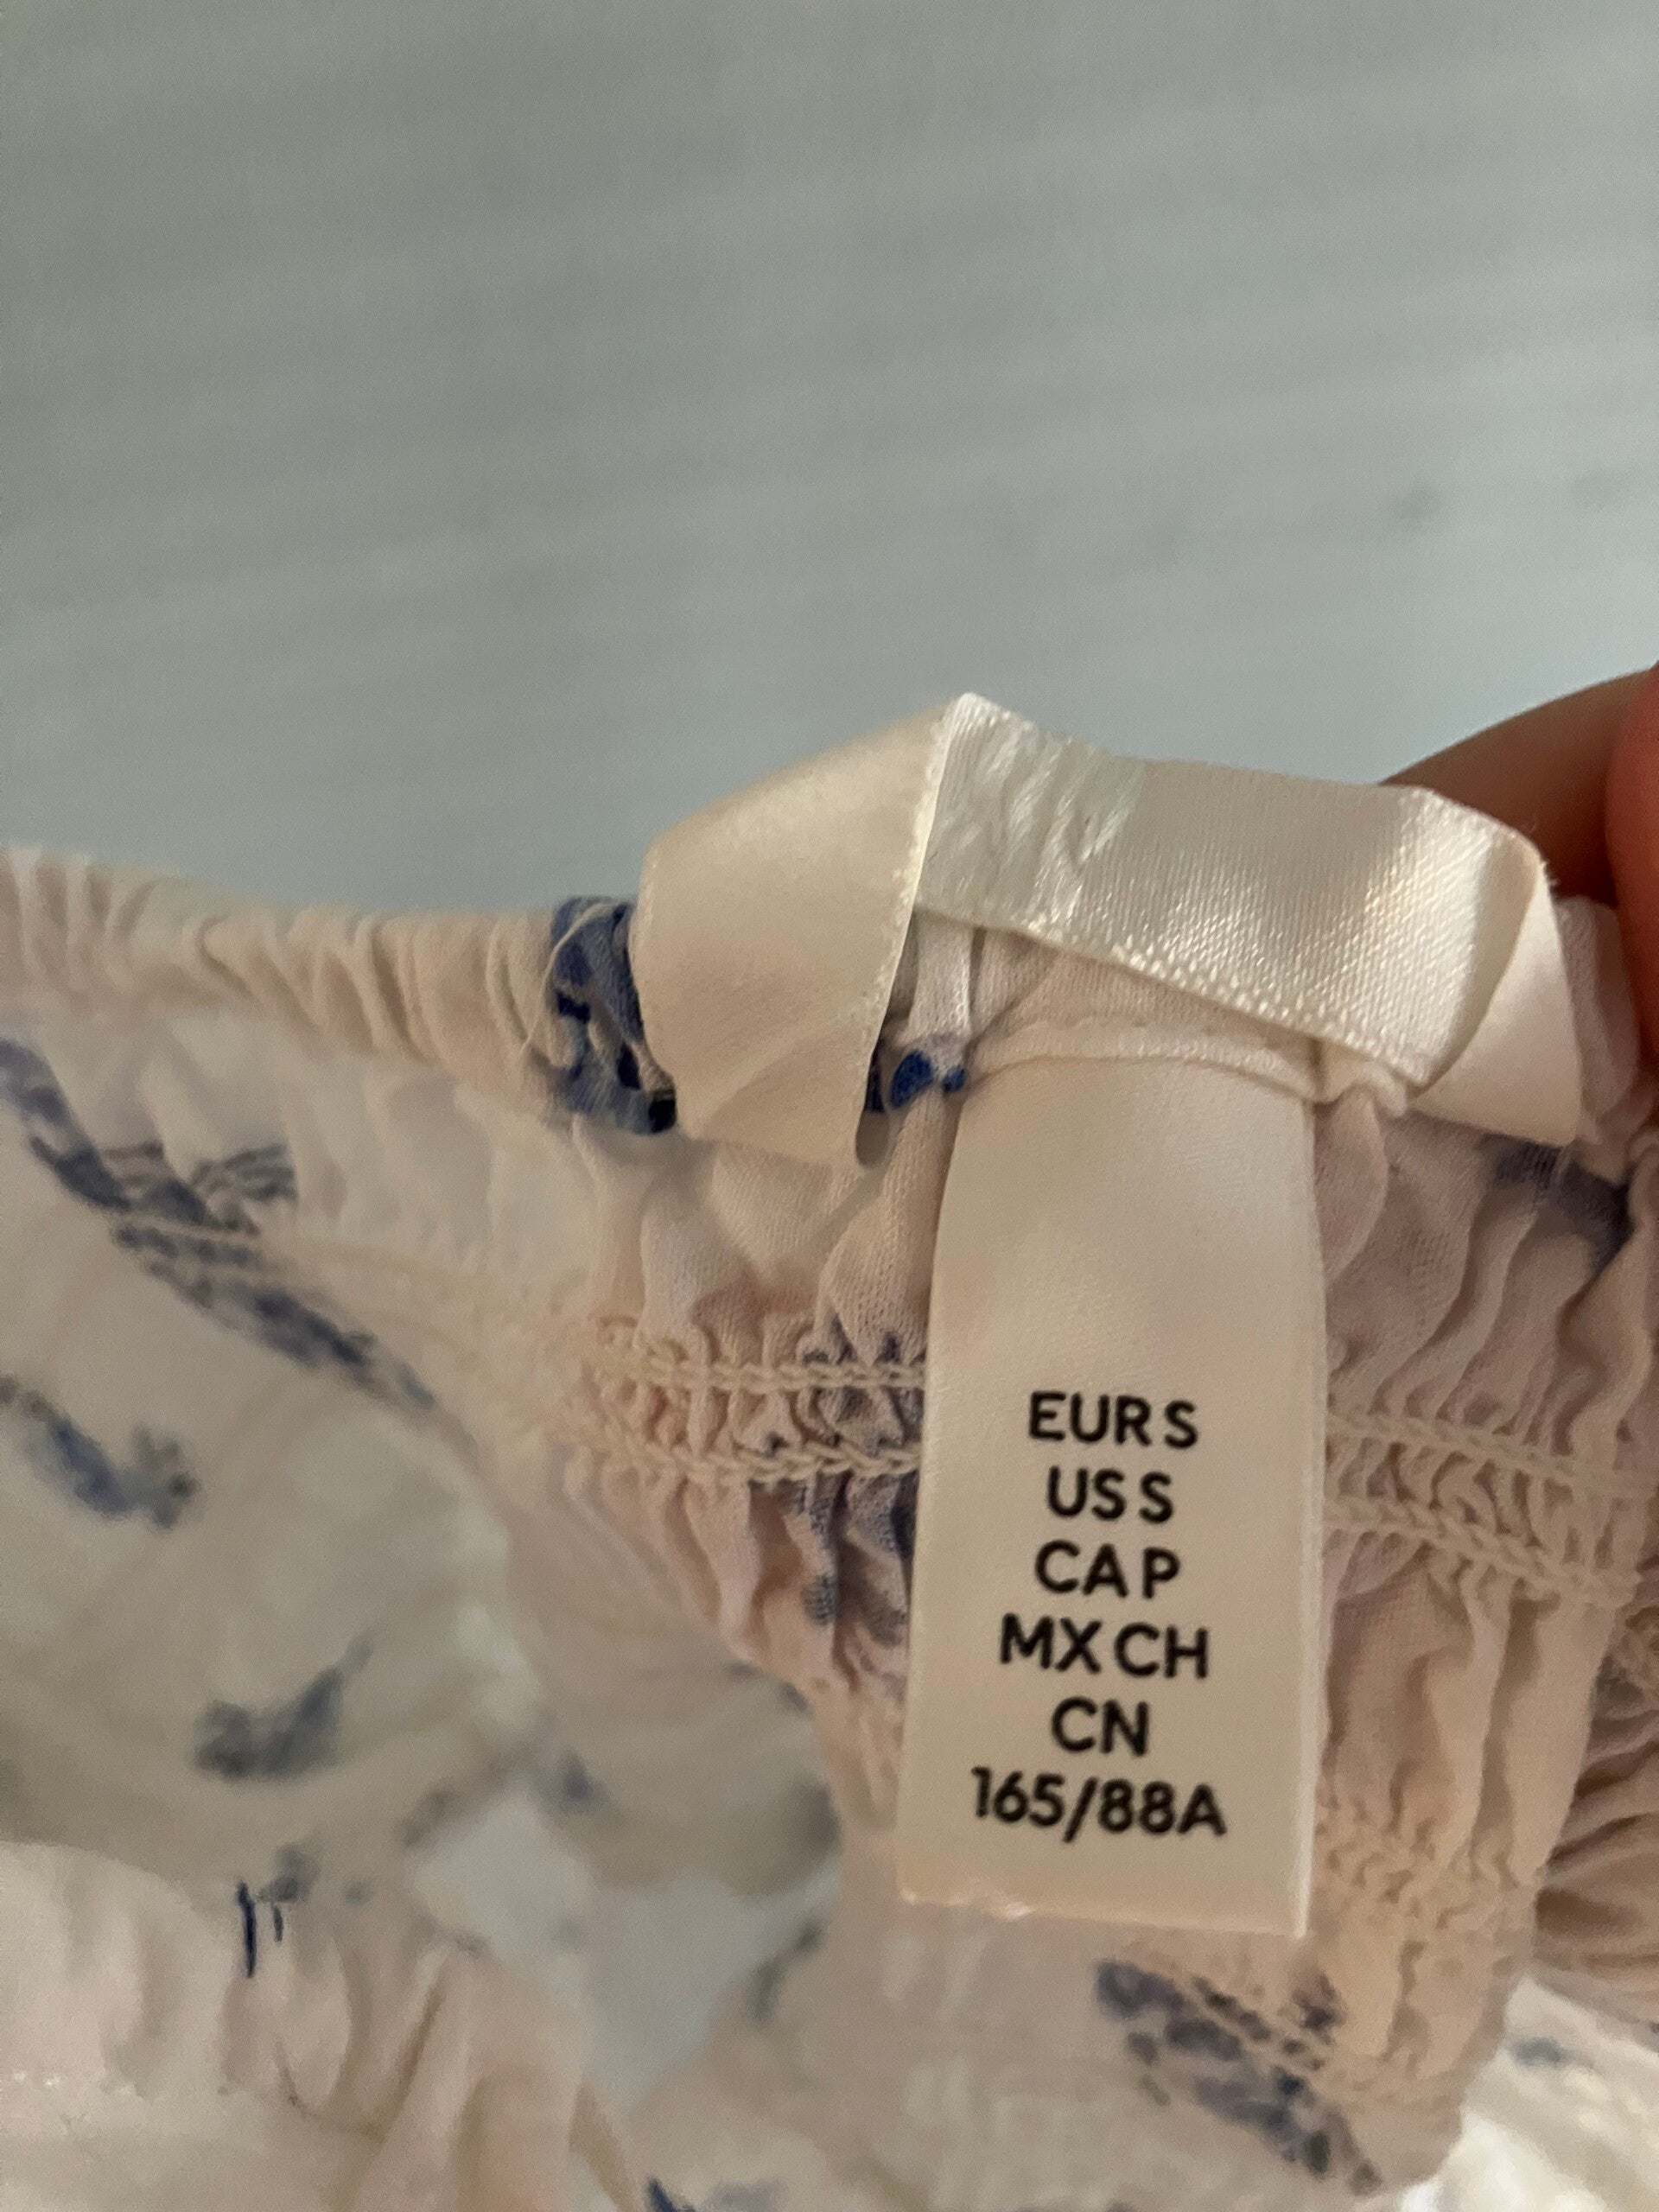 EUR S
US S
CA P
MX CH
CN
165/88A